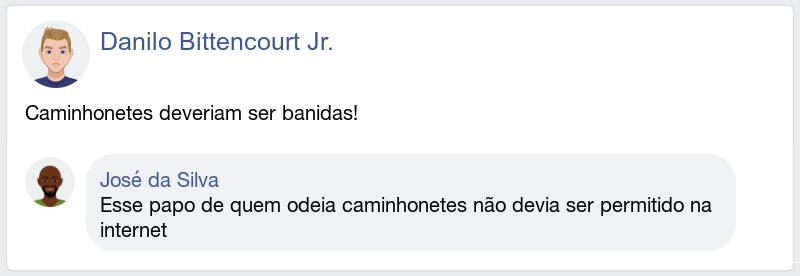 Danilo Bittencourt Jr.
Caminhonetes deveriam ser banidas!
José da Silva
Esse papo de quem odeia caminhonetes não devia ser permitido na
internet